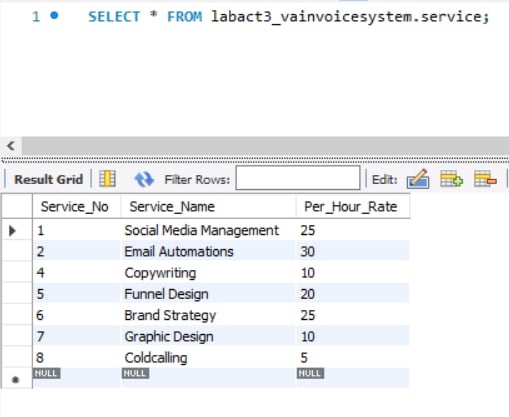 1 SELECT * FROM labact3_vainvoicesystem.service;
Result Grid Filter Rows: Edit:
Service_No Service_Name Per_Hour_Rate
1 Social Media Management 25
2 Email Automations 30
4 Copywriting 10
5 Funnel Design 20
6 Brand Strategy 25
7 Graphic Design 10
8 Coldcalling 5
NULL NULL NULL